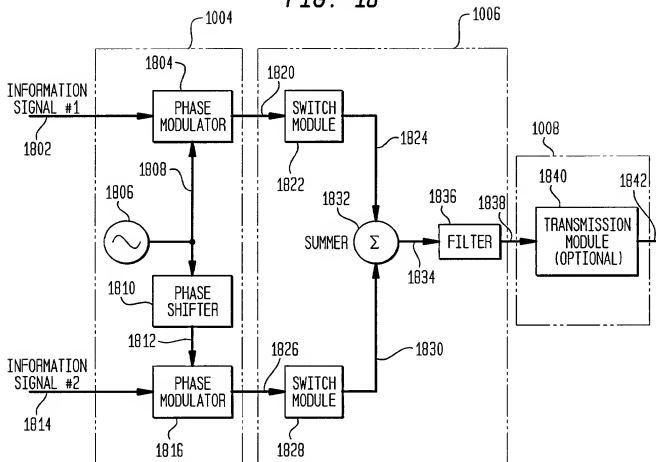 FIG. 18
1004
1006
1804
1820
INFORMATION
SIGNAL #1
PHASE
MODULATOR
SWITCH
MODULE
1802
1824
1822
1808
1008
1806
1832
1836
1838
1840
1842
SUMMER
Σ
FILTER
TRANSMISSION
MODULE
(OPTIONAL)
1834
1810
PHASE
SHIFTER
1812
1826
1830
INFORMATION
SIGNAL #2
PHASE
MODULATOR
SWITCH
MODULE
1814
1816
1828